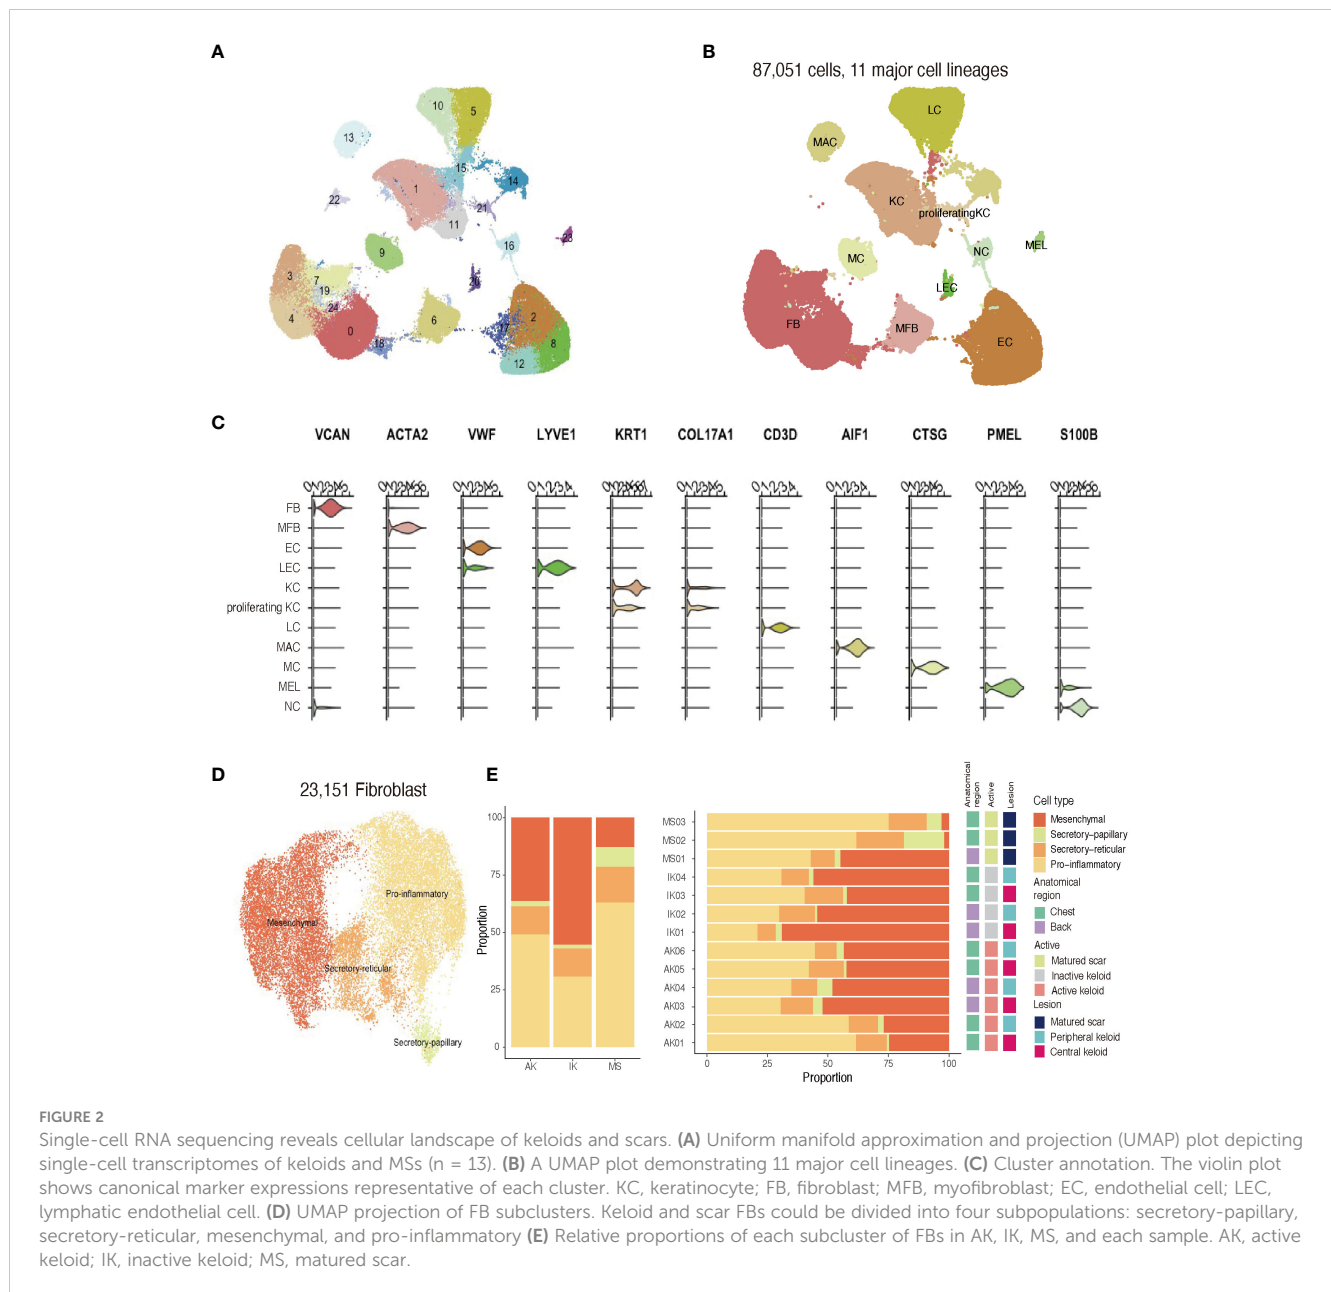 A
10
5
13
15
14
1
22
21
11
23
16
9
3
7
19
20
24
4
0
6
17
2
18
8
12
B
87,051 cells, 11 major cell lineages
LC
MAC
KC
proliferatingKC
MEL
NC
MC
LEC
FB
MFB
EC
C
VCAN ACTA2 VWF LYVE1 KRT1 COL17A1 CD3D AIF1 CTSG PMEL S100B
FB
MFB
EC
LEC
KC
proliferating KC
LC
MAC
MC
MEL
NC
D
23,151 Fibroblast
Pro-inflammatory
Mesenchymal
Secretory-reticular
Secretory-papillary
E
Proportion
100
75
50
25
0
AK IK MS
MS03
MS02
MS01
IK04
IK03
IK02
IK01
AK06
AK05
AK04
AK03
AK02
AK01
0 25 50 75 100
Proportion
Anatomical
region
Active
Lesion
Cell type
Mesenchymal
Secretory-papillary
Secretory-reticular
Pro-inflammatory
Anatomical
region
Chest
Back
Active
Matured scar
Inactive keloid
Active keloid
Lesion
Matured scar
Peripheral keloid
Central keloid
FIGURE 2
Single-cell RNA sequencing reveals cellular landscape of keloids and scars. (A) Uniform manifold approximation and projection (UMAP) plot depicting
single-cell transcriptomes of keloids and MSs (n = 13). (B) A UMAP plot demonstrating 11 major cell lineages. (C) Cluster annotation. The violin plot
shows canonical marker expressions representative of each cluster. KC, keratinocyte; FB, fibroblast; MFB, myofibroblast; EC, endothelial cell; LEC,
lymphatic endothelial cell. (D) UMAP projection of FB subclusters. Keloid and scar FBs could be divided into four subpopulations: secretory-papillary,
secretory-reticular, mesenchymal, and pro-inflammatory (E) Relative proportions of each subcluster of FBs in AK, IK, MS, and each sample. AK, active
keloid; IK, inactive keloid; MS, matured scar.